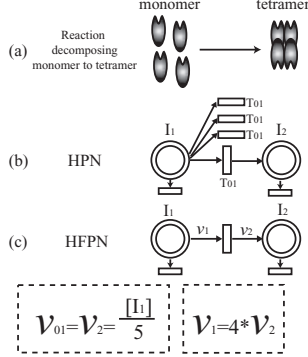 monomer tetramer
(a) Reaction decomposing monomer to tetramer
T01
T01
T01
I1 I2
(b) HPN
T01
I1 I2
(c) HFPN v1 v2
v01=v2=[I1]/5 v1=4*v2